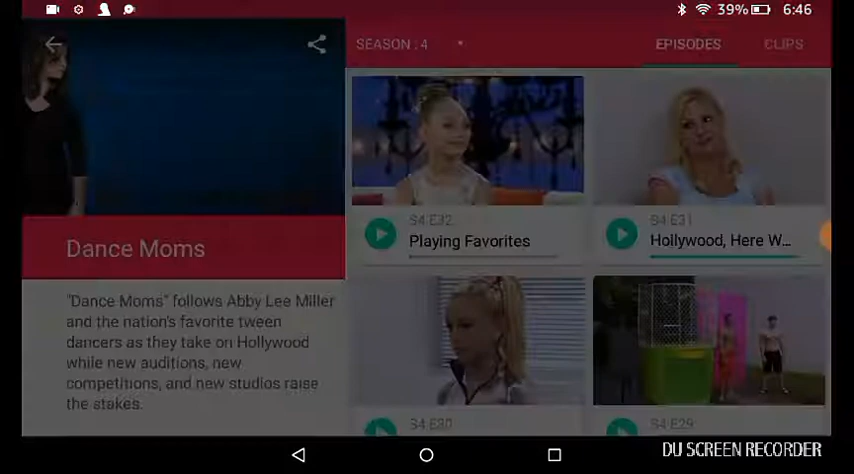 39% 6:46
SEASON : 4
EPISODES CLIPS
S4 E32
Playing Favorites
S4 E31
Hollywood, Here W...
Dance Moms
"Dance Moms" follows Abby Lee Miller
and the nation's favorite tween
dancers as they take on Hollywood
while new auditions, new
competitions, and new studios raise
the stakes.
S4 E30
S4 E29
DU SCREEN RECORDER